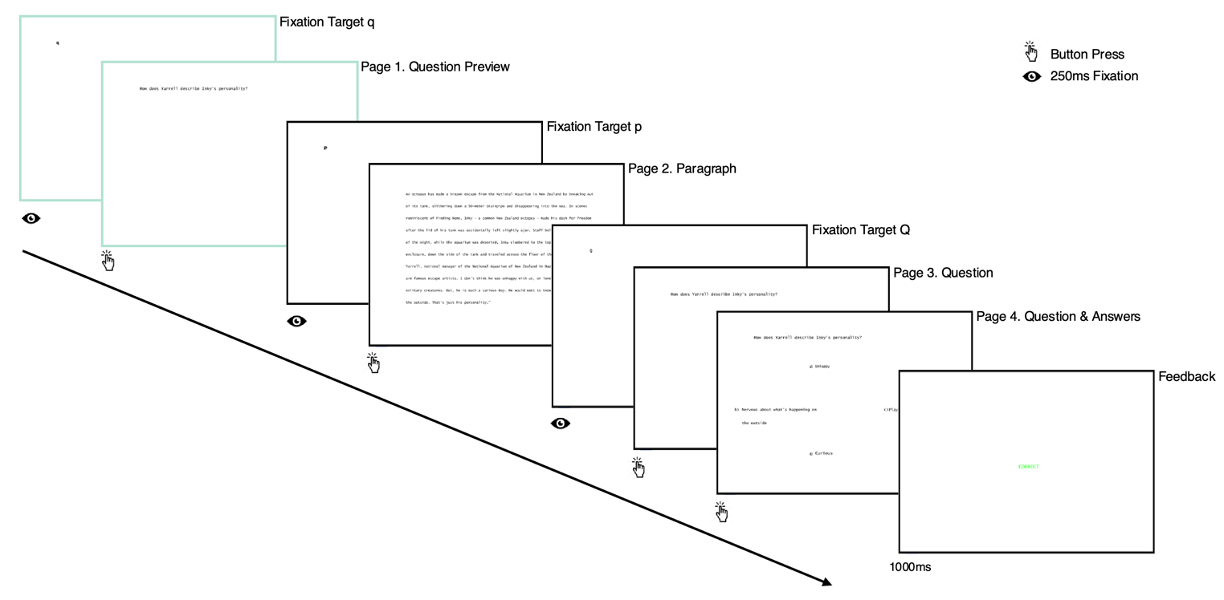 Fixation Target q
q
Button Press
Page 1. Question Preview
250ms Fixation
How does Yarrell describe Inky's personality?
Fixation Target p
p
Page 2. Paragraph
An octopus has made a brazen escape from the National Aquarium in New Zealand by breaking out
of its tank, slithering down a 50-meter drainpipe and disappearing into the sea. In scenes
reminiscent of Finding Nemo, Inky - a common New Zealand octopus - made his dash for freedom
after the lid of his tank was accidentally left slightly ajar. Staff
of the night, while the aquarium was deserted, Inky clambered to the top
enclosure, down the side of the tank and traveled across the floor of
Yarrell, national manager of the National Aquarium of New Zealand in
are famous escape artists. I don't think he was unhappy with us, or
solitary creatures. But, he is such a curious boy. He would want to know
the outside. That's just his personality."
Fixation Target Q
Q
Page 3. Question
How does Yarrell describe Inky's personality?
Page 4. Question & Answers
How does Yarrell describe Inky's personality?
a) Unhappy
b) Nervous about what's happening on
the outside
c) Play
Curious
Feedback
CORRECT
1000ms